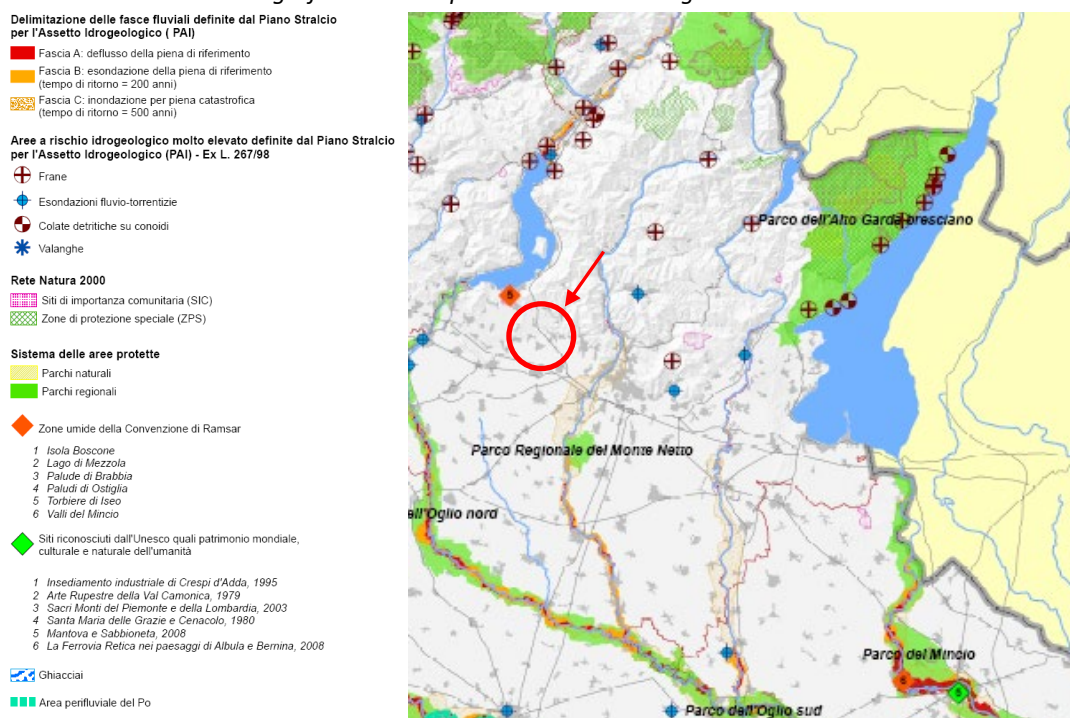 Delimitazione delle fasce fluviali definite dal Piano Stralcio
per l'Assetto Idrogeologico ( PAI)
Fascia A: deflusso della piena di riferimento
Fascia B: esondazione della piena di riferimento
(tempo di ritorno = 200 anni)
Fascia C: inondazione per piena catastrofica
(tempo di ritorno = 500 anni)
Aree a rischio idrogeologico molto elevato definite dal Piano Stralcio
per l'Assetto Idrogeologico (PAI) - Ex L. 267/98
Frane
Esondazioni fluvio-torrentizie
Colate detritiche su conoidi
Valanghe
Rete Natura 2000
Siti di importanza comunitaria (SIC)
Zone di protezione speciale (ZPS)
Sistema delle aree protette
Parchi naturali
Parchi regionali
Zone umide della Convenzione di Ramsar
1 Isola Boscone
2 Lago di Mezzola
3 Palude di Brabbia
4 Paludi di Ostiglia
5 Torbiere di Iseo
6 Valli del Mincio
Siti riconosciuti dall'Unesco quali patrimonio mondiale,
culturale e naturale dell'umanità
1 Insediamento industriale di Crespi d'Adda, 1995
2 Arte Rupestre della Val Camonica, 1979
3 Sacri Monti del Piemonte e della Lombardia, 2003
4 Santa Maria delle Grazie e Cenacolo, 1980
5 Mantova e Sabbioneta, 2008
6 La Ferrovia Retica nei paesaggi di Albula e Bernina, 2008
Ghiacciai
Area perifluviale del Po
Parco dell'Alto Garda bresciano
5
Parco Regionale del Monte Netto
ell'Oglio nord
Parco del Mincio
6
5
Parco dell'Oglio sud